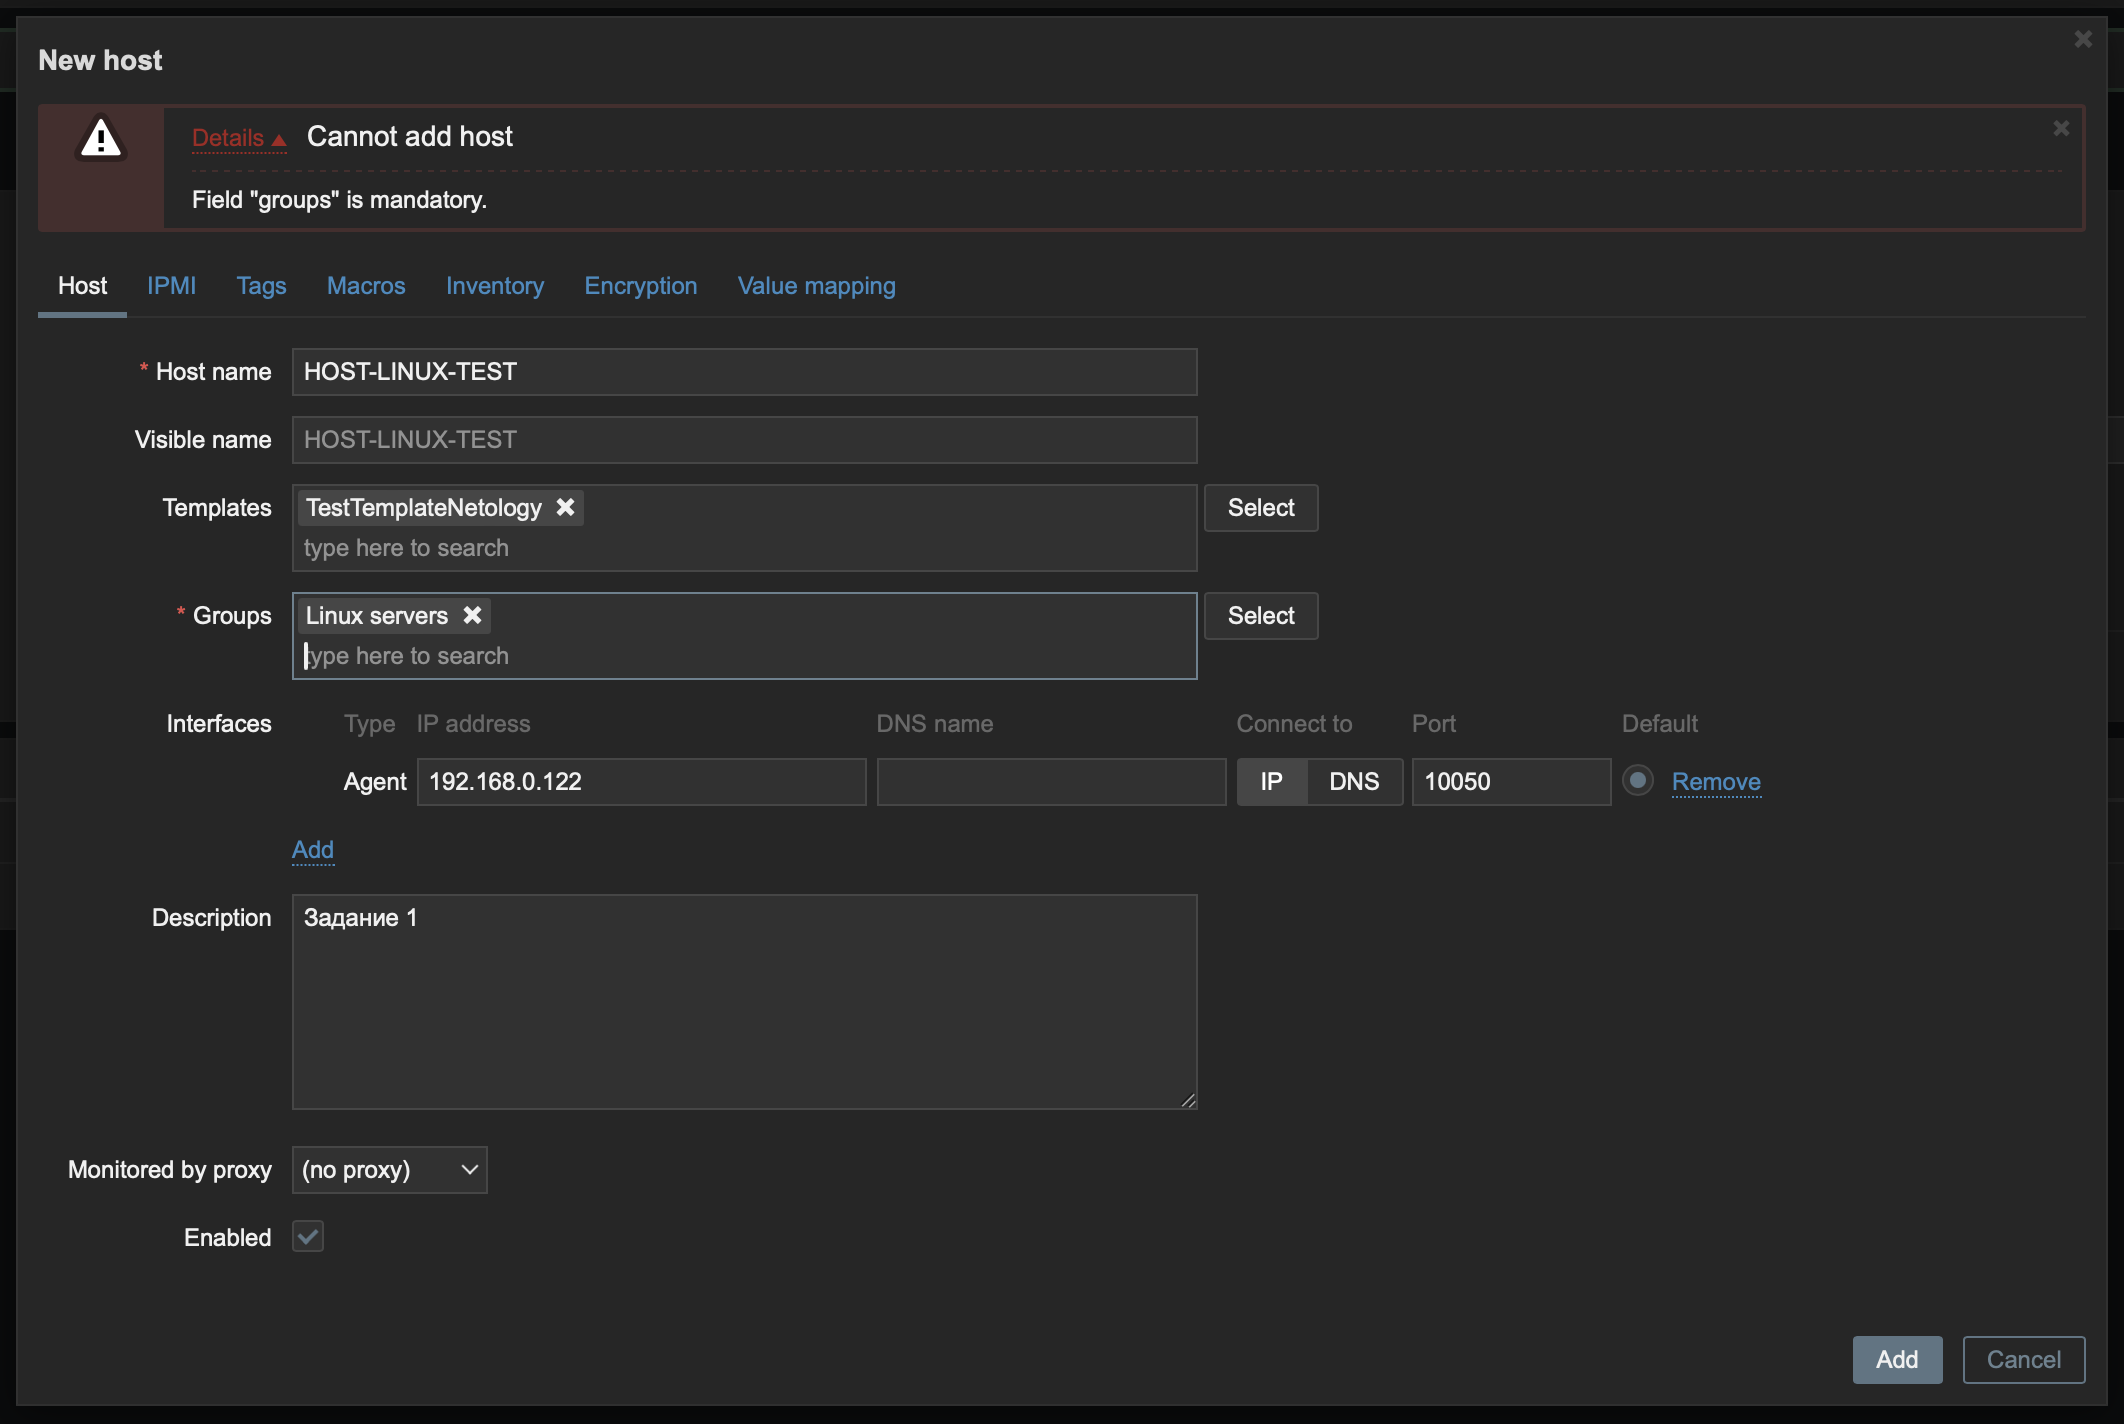 New host
Details Cannot add host
Field "groups" is mandatory.
Host IPMI Tags Macros Inventory Encryption Value mapping
* Host name HOST-LINUX-TEST
Visible name HOST-LINUX-TEST
Templates TestTemplateNetology Select
type here to search
* Groups Linux servers Select
type here to search
Interfaces Type IP address DNS name Connect to Port Default
Agent 192.168.0.122 IP DNS 10050 Remove
Add
Description Задание 1
Monitored by proxy (no proxy)
Enabled
Add Cancel